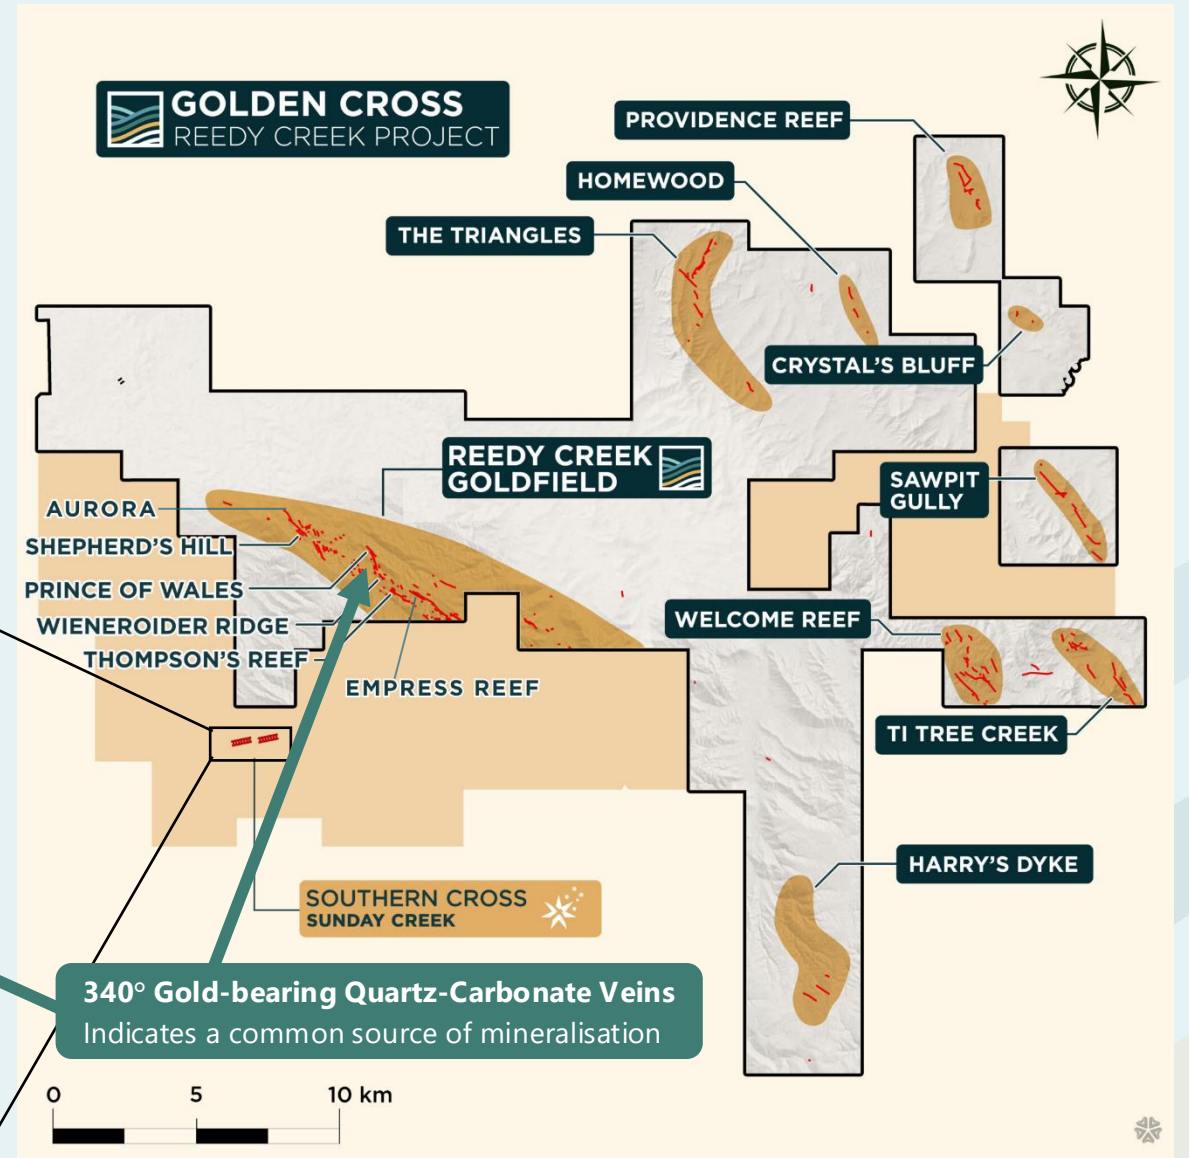 GOLDEN CROSS
REEDY CREEK PROJECT
PROVIDENCE REEF
HOMEWOOD
THE TRIANGLES
CRYSTAL'S BLUFF
REEDY CREEK
GOLDFIELD
SAWPIT
GULLY
AURORA
SHEPHERD'S HILL
PRINCE OF WALES
WIENEROIDER RIDGE
THOMPSON'S REEF
EMPRESS REEF
WELCOME REEF
TI TREE CREEK
HARRY'S DYKE
SOUTHERN CROSS
SUNDAY CREEK
340° Gold-bearing Quartz-Carbonate Veins
Indicates a common source of mineralisation
0 5 10 km